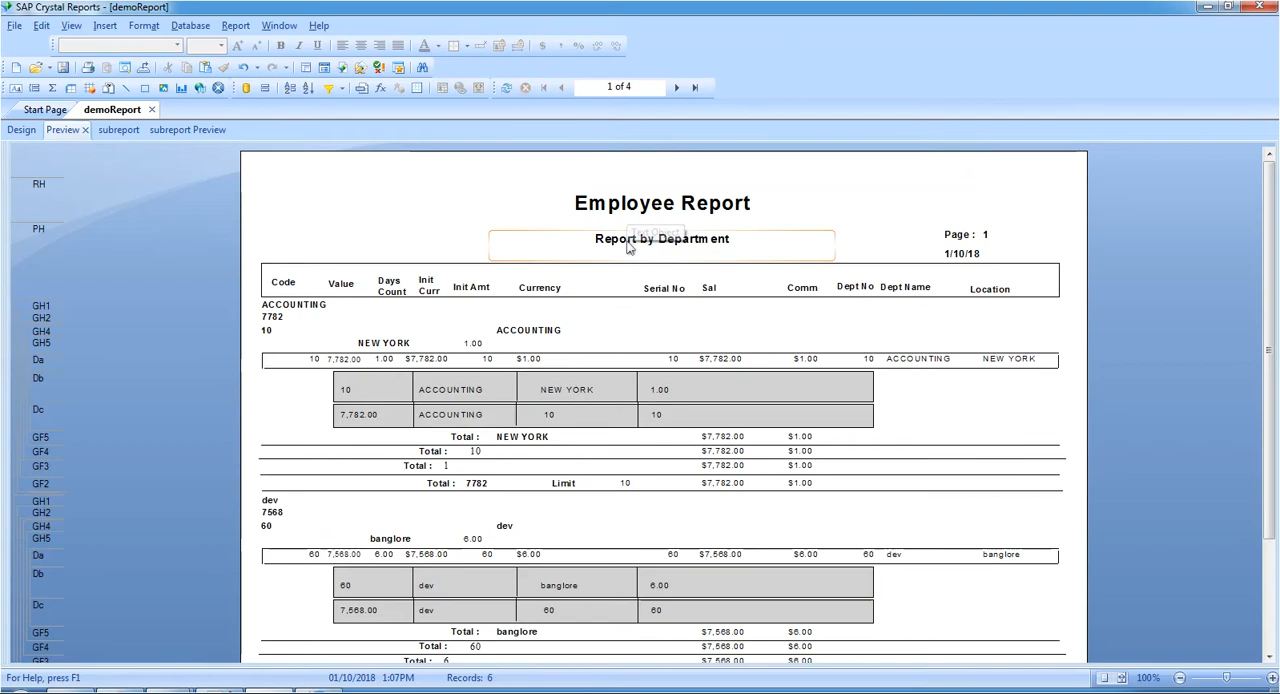 SAP Crystal Reports - [demoReport]
File Edit View Insert Format Database Report Window Help
1 of 4
Start Page demoReport
Design Preview subreport subreport Preview
RH
Employee Report
PH
Text Object
Report by Department
Page : 1
1/10/18
Code Value Days Count Init Curr Init Amt Currency Serial No Sal Comm Dept No Dept Name Location
GH1 ACCOUNTING
GH2 7782
GH4 10 ACCOUNTING
GH5 NEW YORK 1.00
Da 10 7,782.00 1.00 $7,782.00 10 $1.00 10 $7,782.00 $1.00 10 ACCOUNTING NEW YORK
Db 10 ACCOUNTING NEW YORK 1.00
Dc 7,782.00 ACCOUNTING 10 10
GF5 Total : NEW YORK $7,782.00 $1.00
GF4 Total : 10 $7,782.00 $1.00
GF3 Total : 1 $7,782.00 $1.00
GF2 Total : 7782 Limit 10 $7,782.00 $1.00
GH1 dev
GH2 7568
GH4 60 dev
GH5 banglore 6.00
Da 60 7,568.00 6.00 $7,568.00 60 $6.00 60 $7,568.00 $6.00 60 dev banglore
Db 60 dev banglore 6.00
Dc 7,568.00 dev 60 60
GF5 Total : banglore $7,568.00 $6.00
GF4 Total : 60 $7,568.00 $6.00
GF3 Total : 6 $7,568.00 $6.00
For Help, press F1 01/10/2018 1:07PM Records: 6 100%